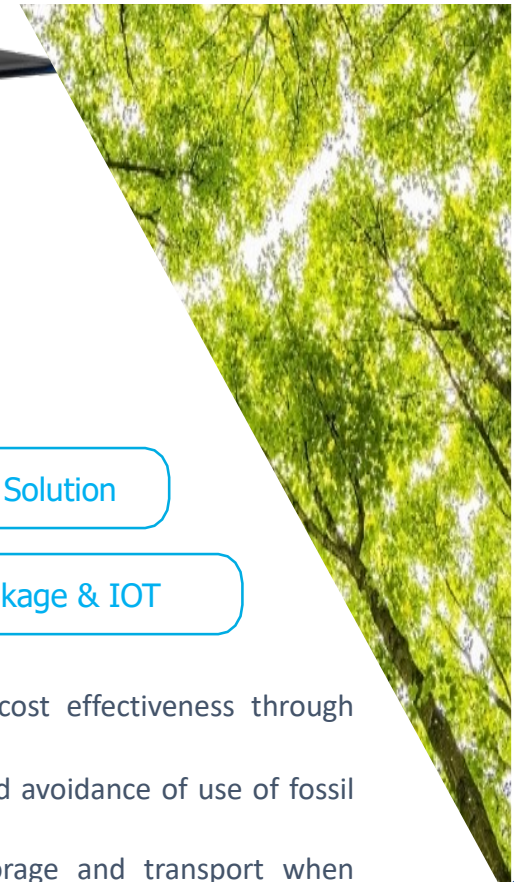 Solution
kage & IOT
cost effectiveness through
d avoidance of use of fossil
orage and transport when